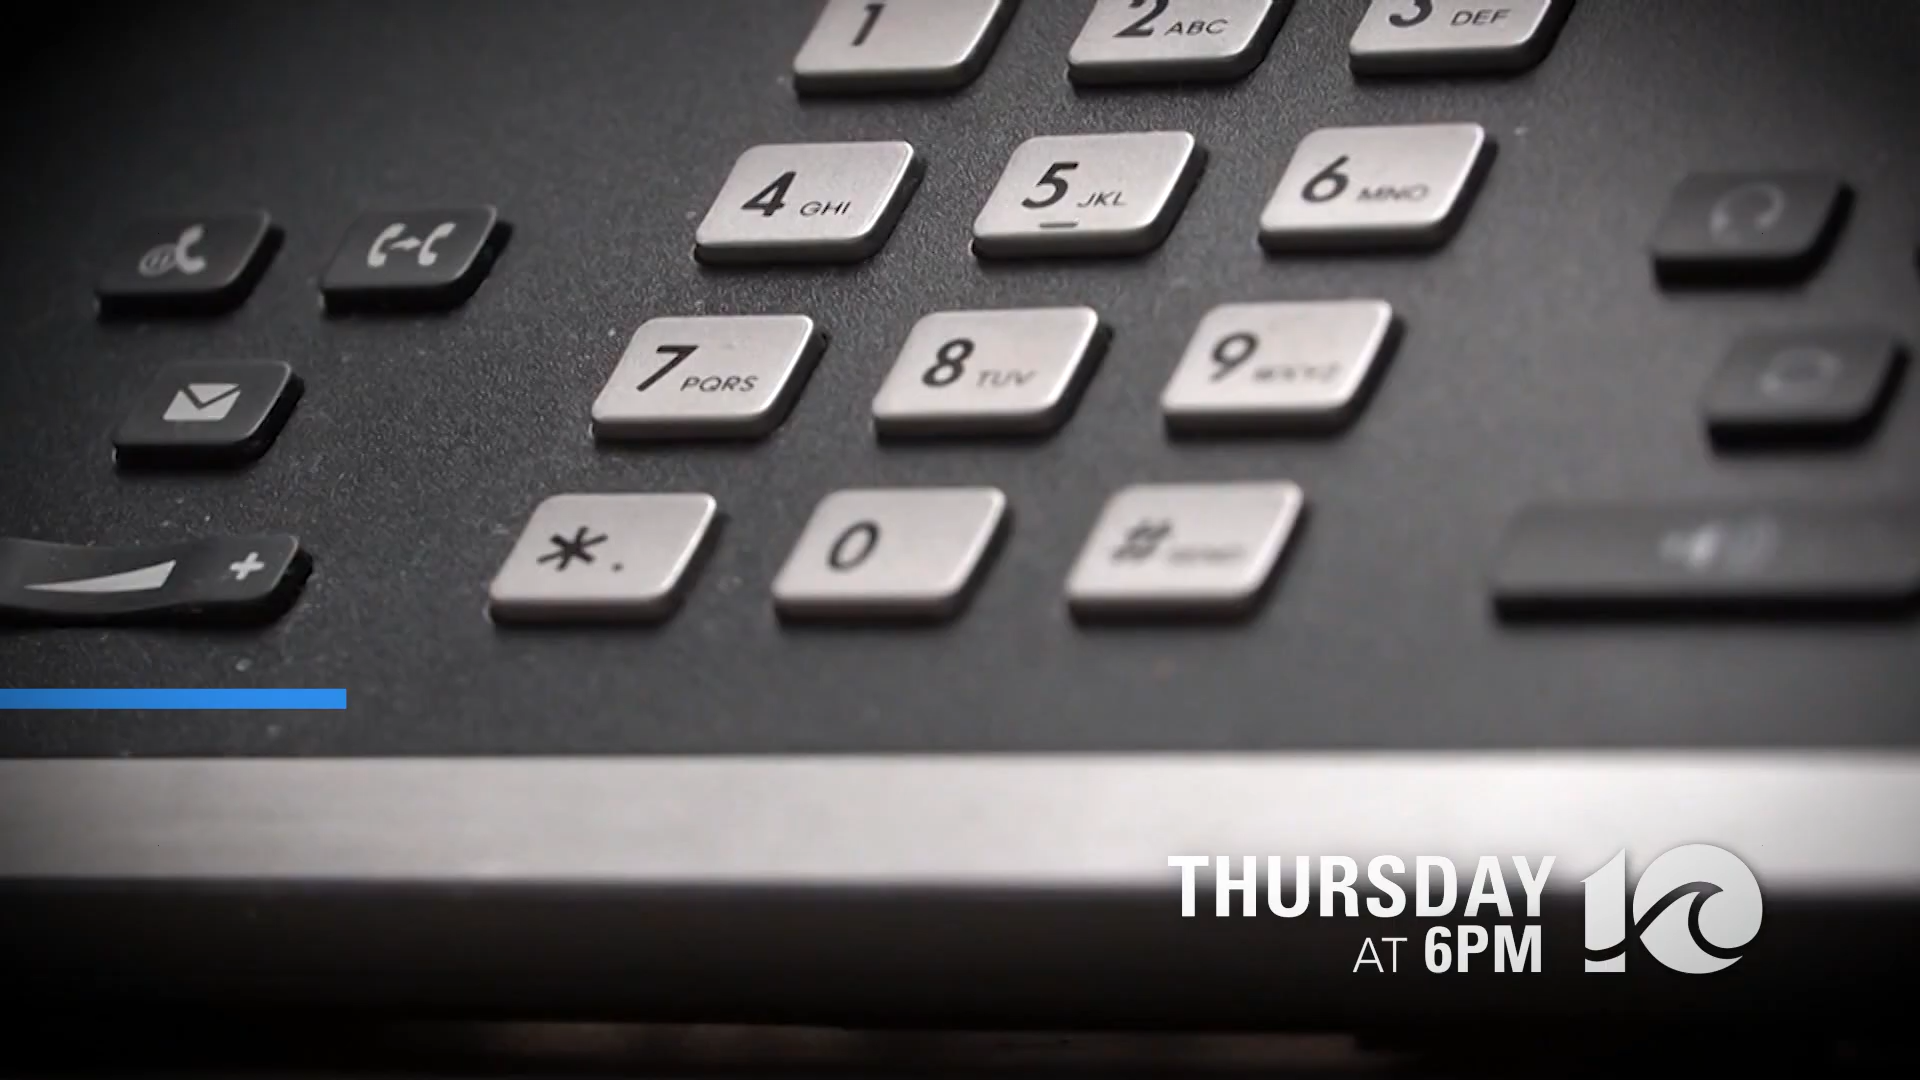 1
2 ABC
3 DEF
4 GHI
5 JKL
6 MNO
7 PQRS
8 TUV
9
*.
0
#
+
THURSDAY
AT 6PM
10